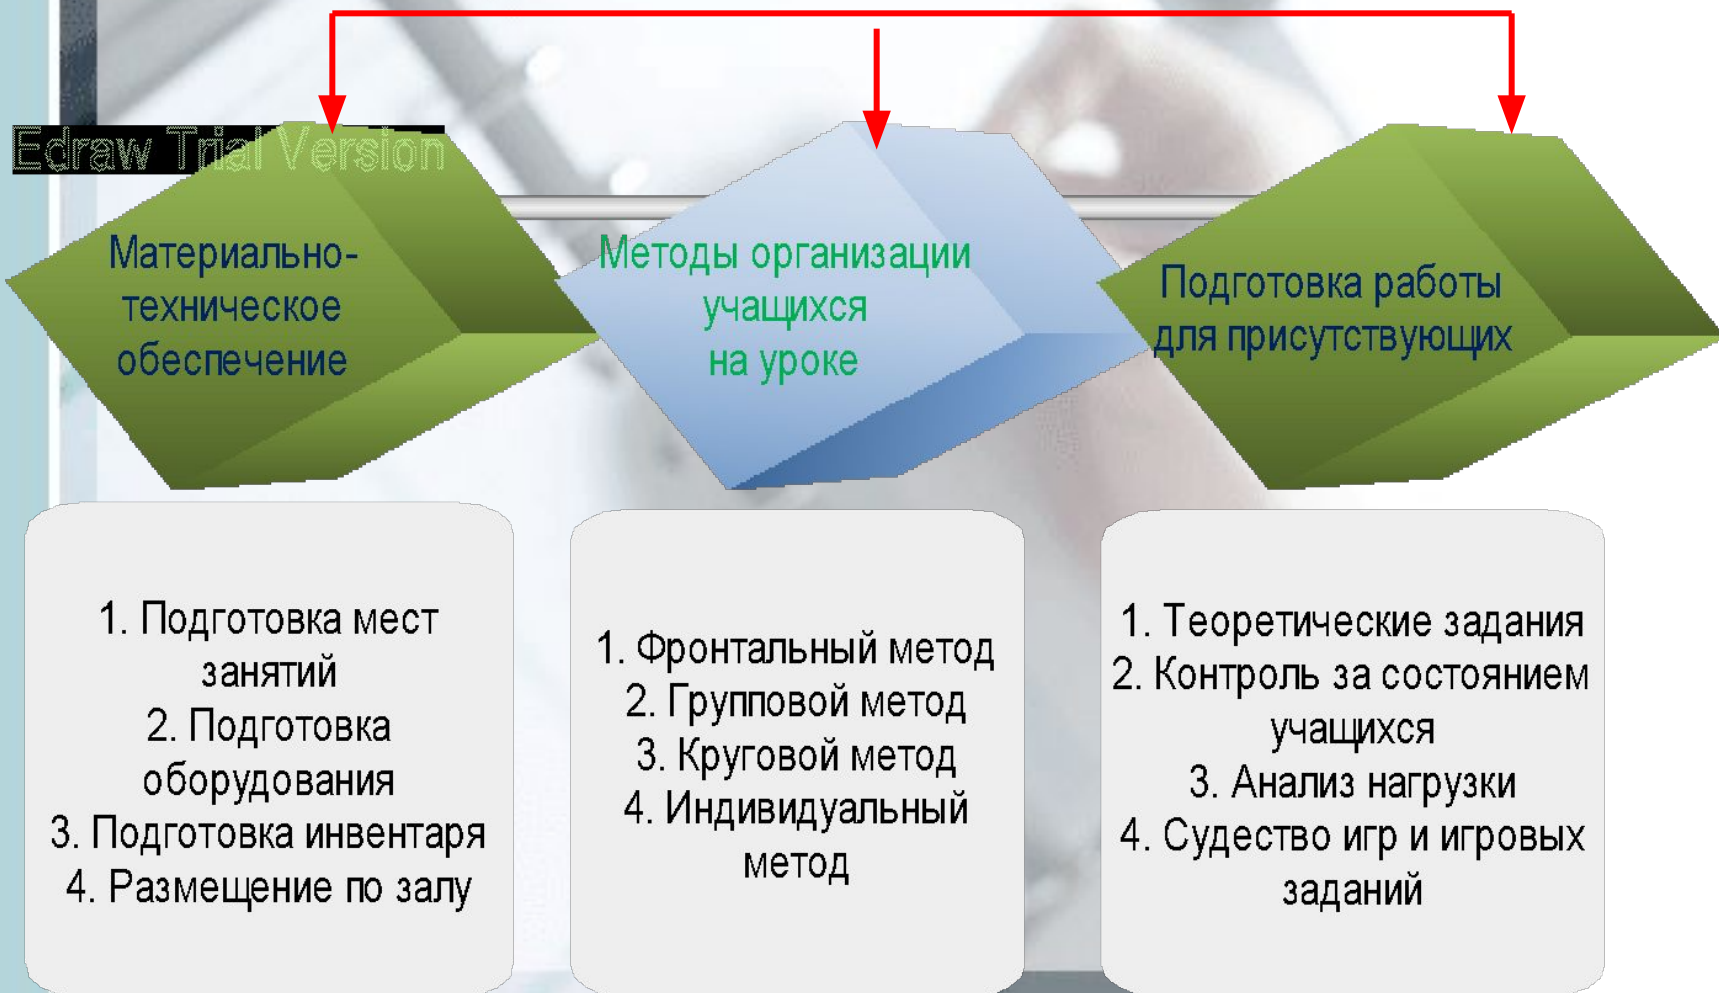 Edraw Trial Version
Материально-
техническое
обеспечение
Методы организации
учащихся
на уроке
Подготовка работы
для присутствующих
1. Подготовка мест
занятий
2. Подготовка
оборудования
3. Подготовка инвентаря
4. Размещение по залу
1. Фронтальный метод
2. Групповой метод
3. Круговой метод
4. Индивидуальный
метод
1. Теоретические задания
2. Контроль за состоянием
учащихся
3. Анализ нагрузки
4. Судество игр и игровых
заданий